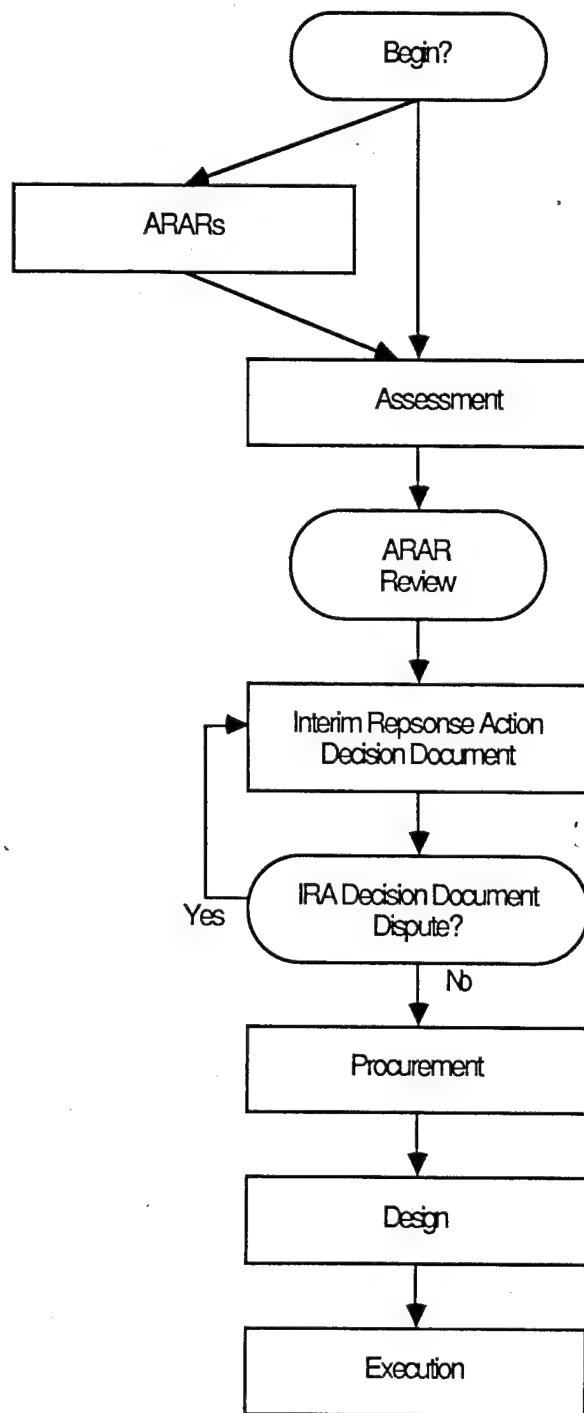 Begin?
ARARs
Assessment
ARAR
Review
Interim Repsonse Action
Decision Document
IRA Decision Document
Dispute?
Yes
No
Procurement
Design
Execution